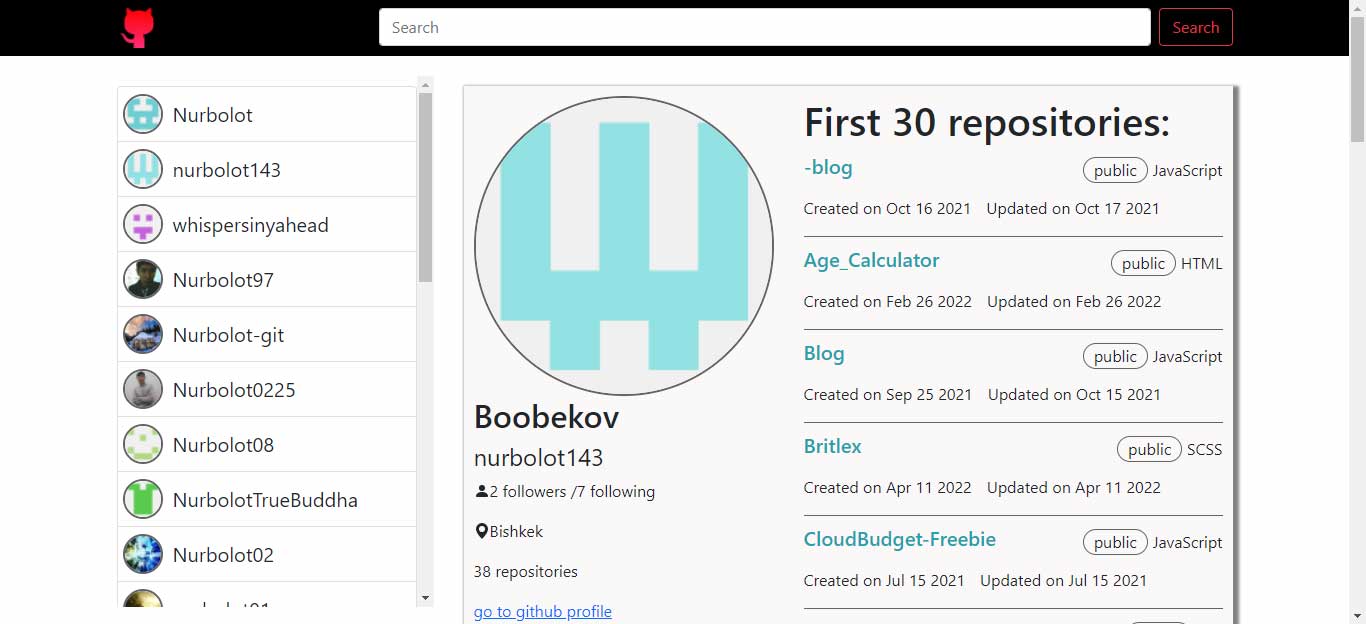 Search
Search
Nurbolot
nurbolot143
whispersinyahead
Nurbolot97
Nurbolot-git
Nurbolot0225
Nurbolot08
NurbolotTrueBuddha
Nurbolot02
Boobekov
nurbolot143
2 followers /7 following
Bishkek
38 repositories
go to github profile
First 30 repositories:
-blog
public JavaScript
Created on Oct 16 2021 Updated on Oct 17 2021
Age_Calculator
public HTML
Created on Feb 26 2022 Updated on Feb 26 2022
Blog
public JavaScript
Created on Sep 25 2021 Updated on Oct 15 2021
Britlex
public SCSS
Created on Apr 11 2022 Updated on Apr 11 2022
CloudBudget-Freebie
public JavaScript
Created on Jul 15 2021 Updated on Jul 15 2021